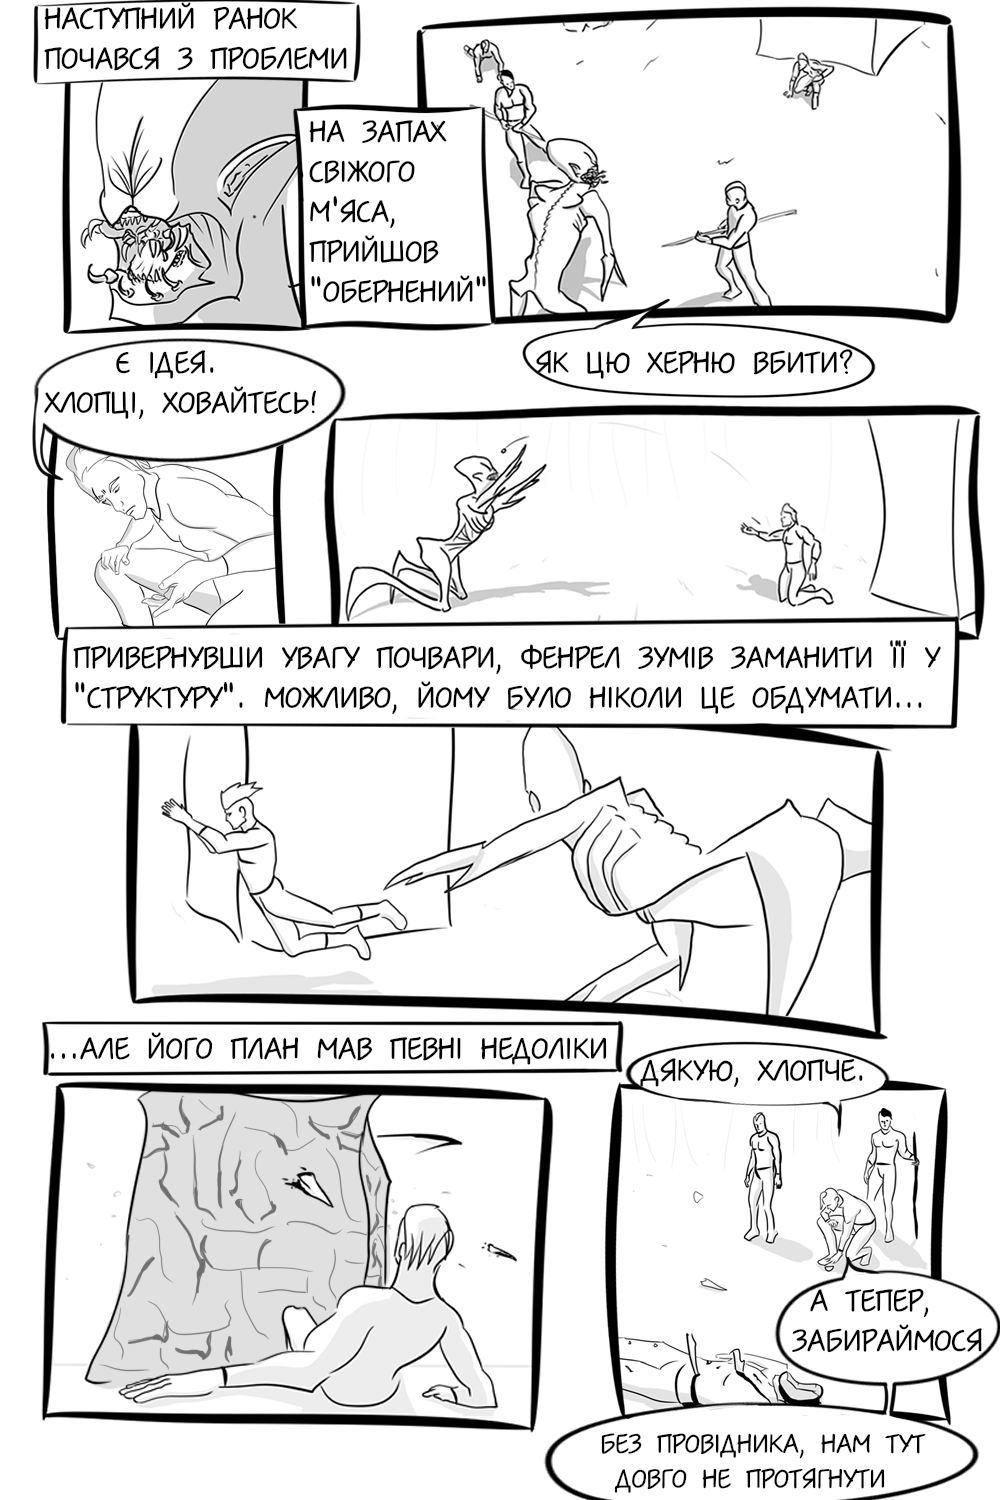 НАСТУПНИЙ РАНОК
ПОЧАВСЯ З ПРОБЛЕМИ
НА ЗАПАХ
СВІЖОГО
М'ЯСА,
ПРИЙШОВ
"ОБЕРНЕНИЙ"
ЯК ЦЮ ХЕРНЮ ВБИТИ?
Є ІДЕЯ.
ХЛОПЦІ, ХОВАЙТЕСЬ!
ПРИВЕРНУВШИ УВАГУ ПОЧВАРИ, ФЕНРЕЛ ЗУМІВ ЗАМАНИТИ ЇЇ У
"СТРУКТУРУ". МОЖЛИВО, ЙОМУ БУЛО НІКОЛИ ЦЕ ОБДУМАТИ...
...АЛЕ ЙОГО ПЛАН МАВ ПЕВНІ НЕДОЛІКИ
ДЯКУЮ, ХЛОПЧЕ.
А ТЕПЕР,
ЗАБИРАЙМОСЯ
БЕЗ ПРОВІДНИКА, НАМ ТУТ
ДОВГО НЕ ПРОТЯГНУТИ